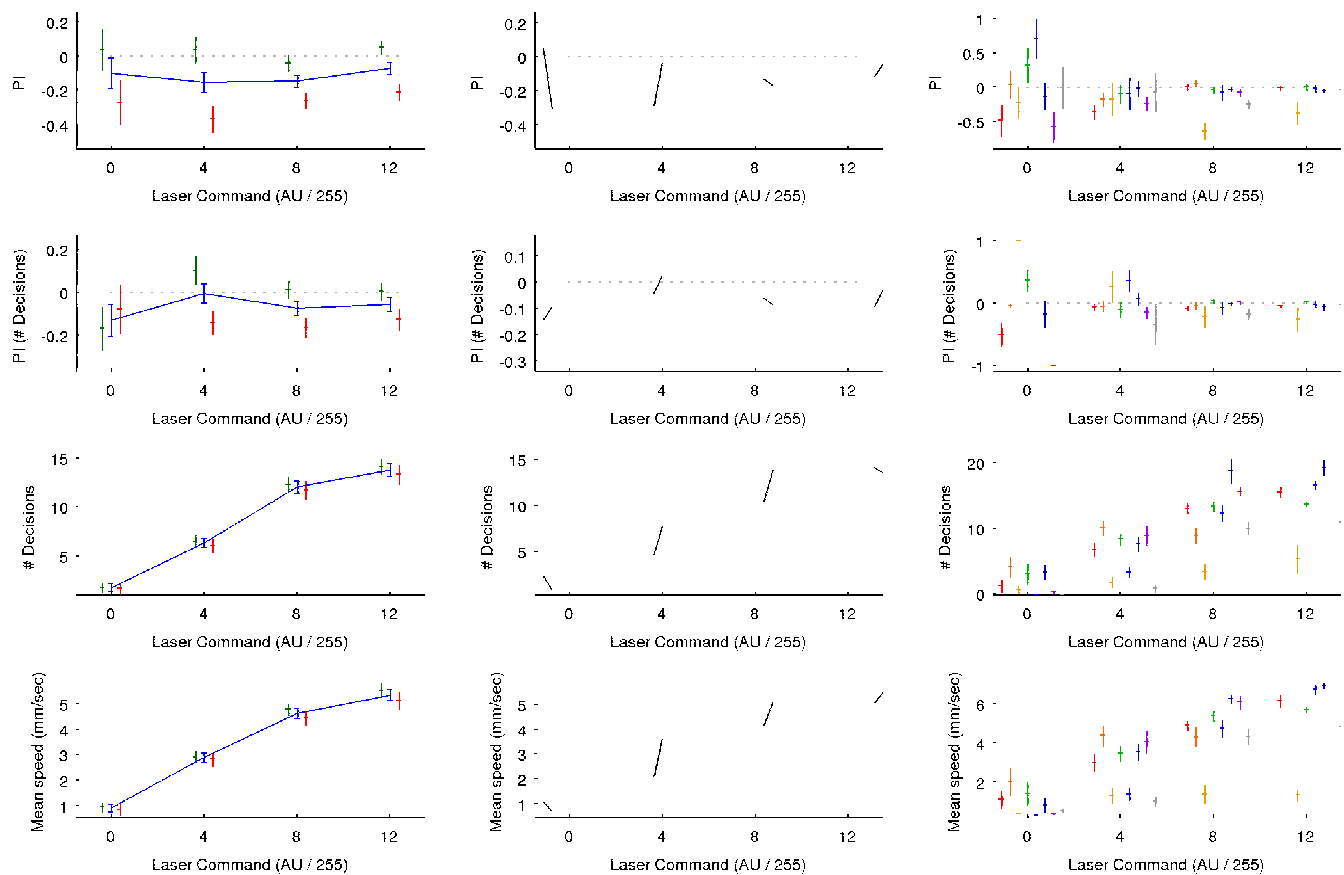 PI
0.2
0
-0.2
-0.4
0 4 8 12
Laser Command (AU / 255)
PI
0.2
0
-0.2
-0.4
0 4 8 12
Laser Command (AU / 255)
PI
1
0.5
0
-0.5
0 4 8 12
Laser Command (AU / 255)
PI (# Decisions)
0.2
0
-0.2
0 4 8 12
Laser Command (AU / 255)
PI (# Decisions)
0.1
0
-0.1
-0.2
-0.3
0 4 8 12
Laser Command (AU / 255)
PI (# Decisions)
1
0
-1
0 4 8 12
Laser Command (AU / 255)
# Decisions
15
10
5
0 4 8 12
Laser Command (AU / 255)
# Decisions
15
10
5
0 4 8 12
Laser Command (AU / 255)
# Decisions
20
10
0
0 4 8 12
Laser Command (AU / 255)
Mean speed (mm/sec)
5
4
3
2
1
0 4 8 12
Laser Command (AU / 255)
Mean speed (mm/sec)
5
4
3
2
1
0 4 8 12
Laser Command (AU / 255)
Mean speed (mm/sec)
6
4
2
0 4 8 12
Laser Command (AU / 255)